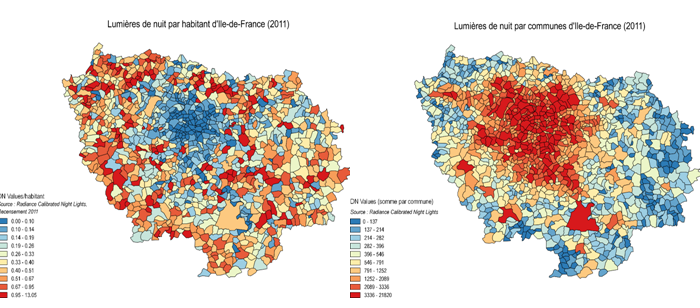 Lumières de nuit par habitant d'Ile-de-France (2011)
DN Values/habitant
Source : Radiance Calibrated Night Lights,
Recensement 2011
0.00 - 0.10
0.10 - 0.14
0.14 - 0.19
0.19 - 0.26
0.26 - 0.33
0.33 - 0.40
0.40 - 0.51
0.51 - 0.67
0.67 - 0.95
0.95 - 13.05
Lumières de nuit par communes d'Ile-de-France (2011)
DN Values (somme par commune)
Source : Radiance Calibrated Night Lights
0 - 137
137 - 214
214 - 282
282 - 396
396 - 546
546 - 791
791 - 1252
1252 - 2089
2089 - 3336
3336 - 21820